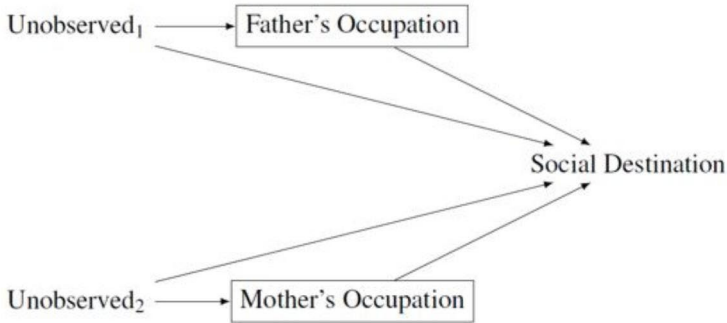 Unobserved₁
Father's Occupation
Social Destination
Unobserved₂
Mother's Occupation